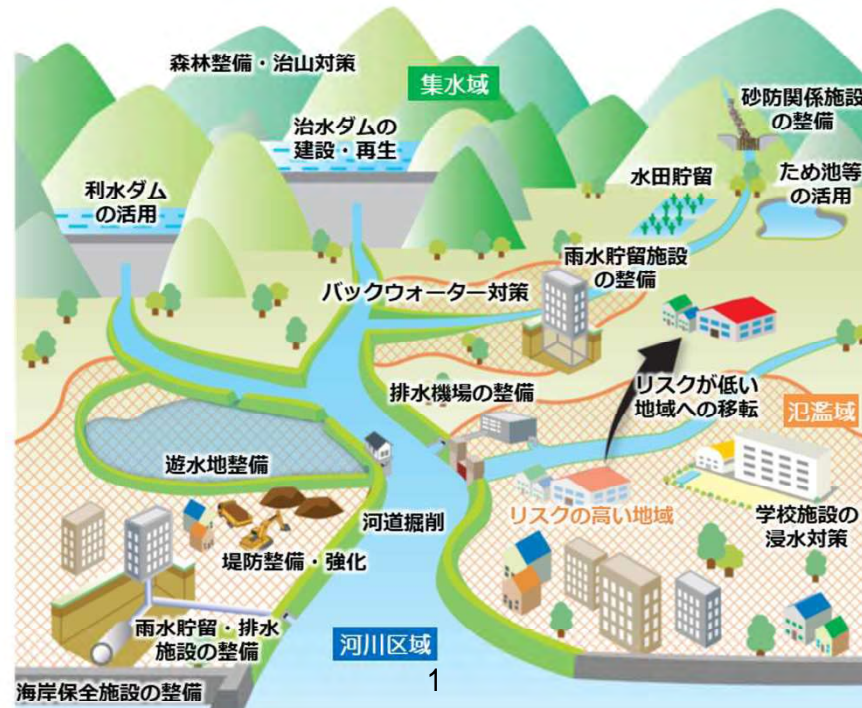 森林整備・治山対策
集水域
砂防関係施設
の整備
治水ダムの
建設・再生
水田貯留
ため池等
の活用
利水ダム
の活用
雨水貯留施設
の整備
バックウォーター対策
排水機場の整備
リスクが低い
地域への移転
氾濫域
遊水地整備
リスクの高い地域
学校施設の
浸水対策
河道掘削
堤防整備・強化
雨水貯留・排水
施設の整備
河川区域
1
海岸保全施設の整備